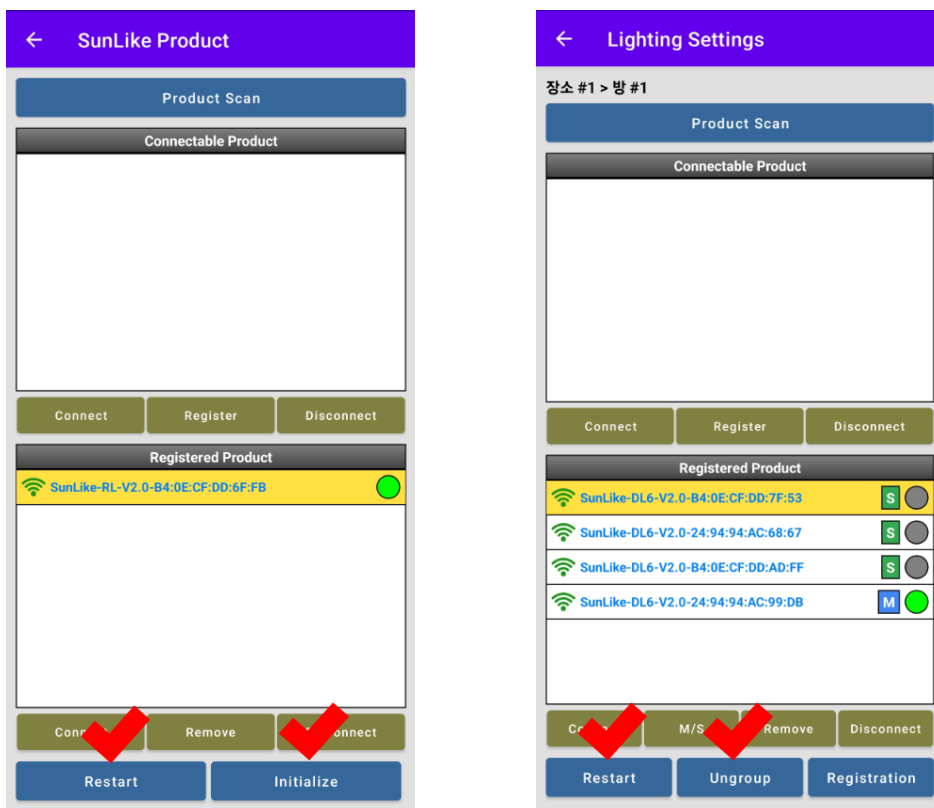 SunLike Product
Product Scan
Connectable Product
Connect Register Disconnect
Registered Product
SunLike-RL-V2.0-B4:0E:CF:DD:6F:FB
Remove
Restart Initialize
Lighting Settings
장소 #1 > 방 #1
Product Scan
Connectable Product
Connect Register Disconnect
Registered Product
SunLike-DL6-V2.0-B4:0E:CF:DD:7F:53 S
SunLike-DL6-V2.0-24:94:94:AC:68:67 S
SunLike-DL6-V2.0-B4:0E:CF:DD:AD:FF S
SunLike-DL6-V2.0-24:94:94:AC:99:DB M
M/S Remove Disconnect
Restart Ungroup Registration